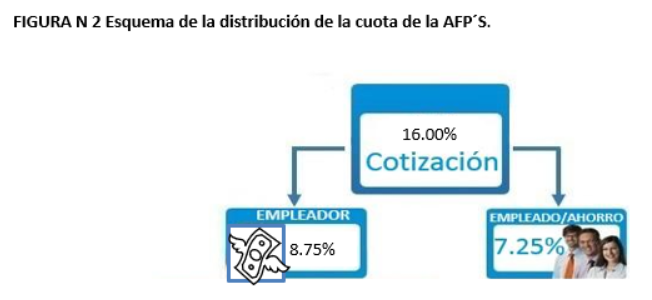 FIGURA N 2 Esquema de la distribución de la cuota de la AFP´S.
16.00%
Cotización
EMPLEADOR
8.75%
EMPLEADO/AHORRO
7.25%